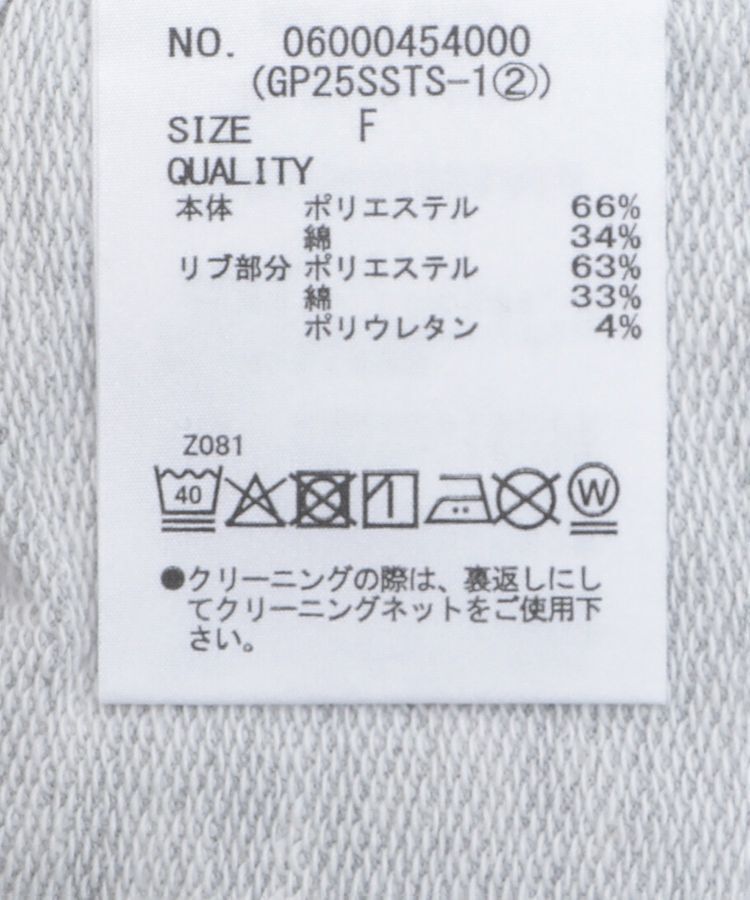 NO. 06000454000
(GP25SSTS-1②)
SIZE F
QUALITY
本体 ポリエステル 66%
綿 34%
リブ部分 ポリエステル 63%
綿 33%
ポリウレタン 4%
Z081
40 W
●クリーニングの際は、裏返しにし
てクリーニングネットをご使用下
さい。